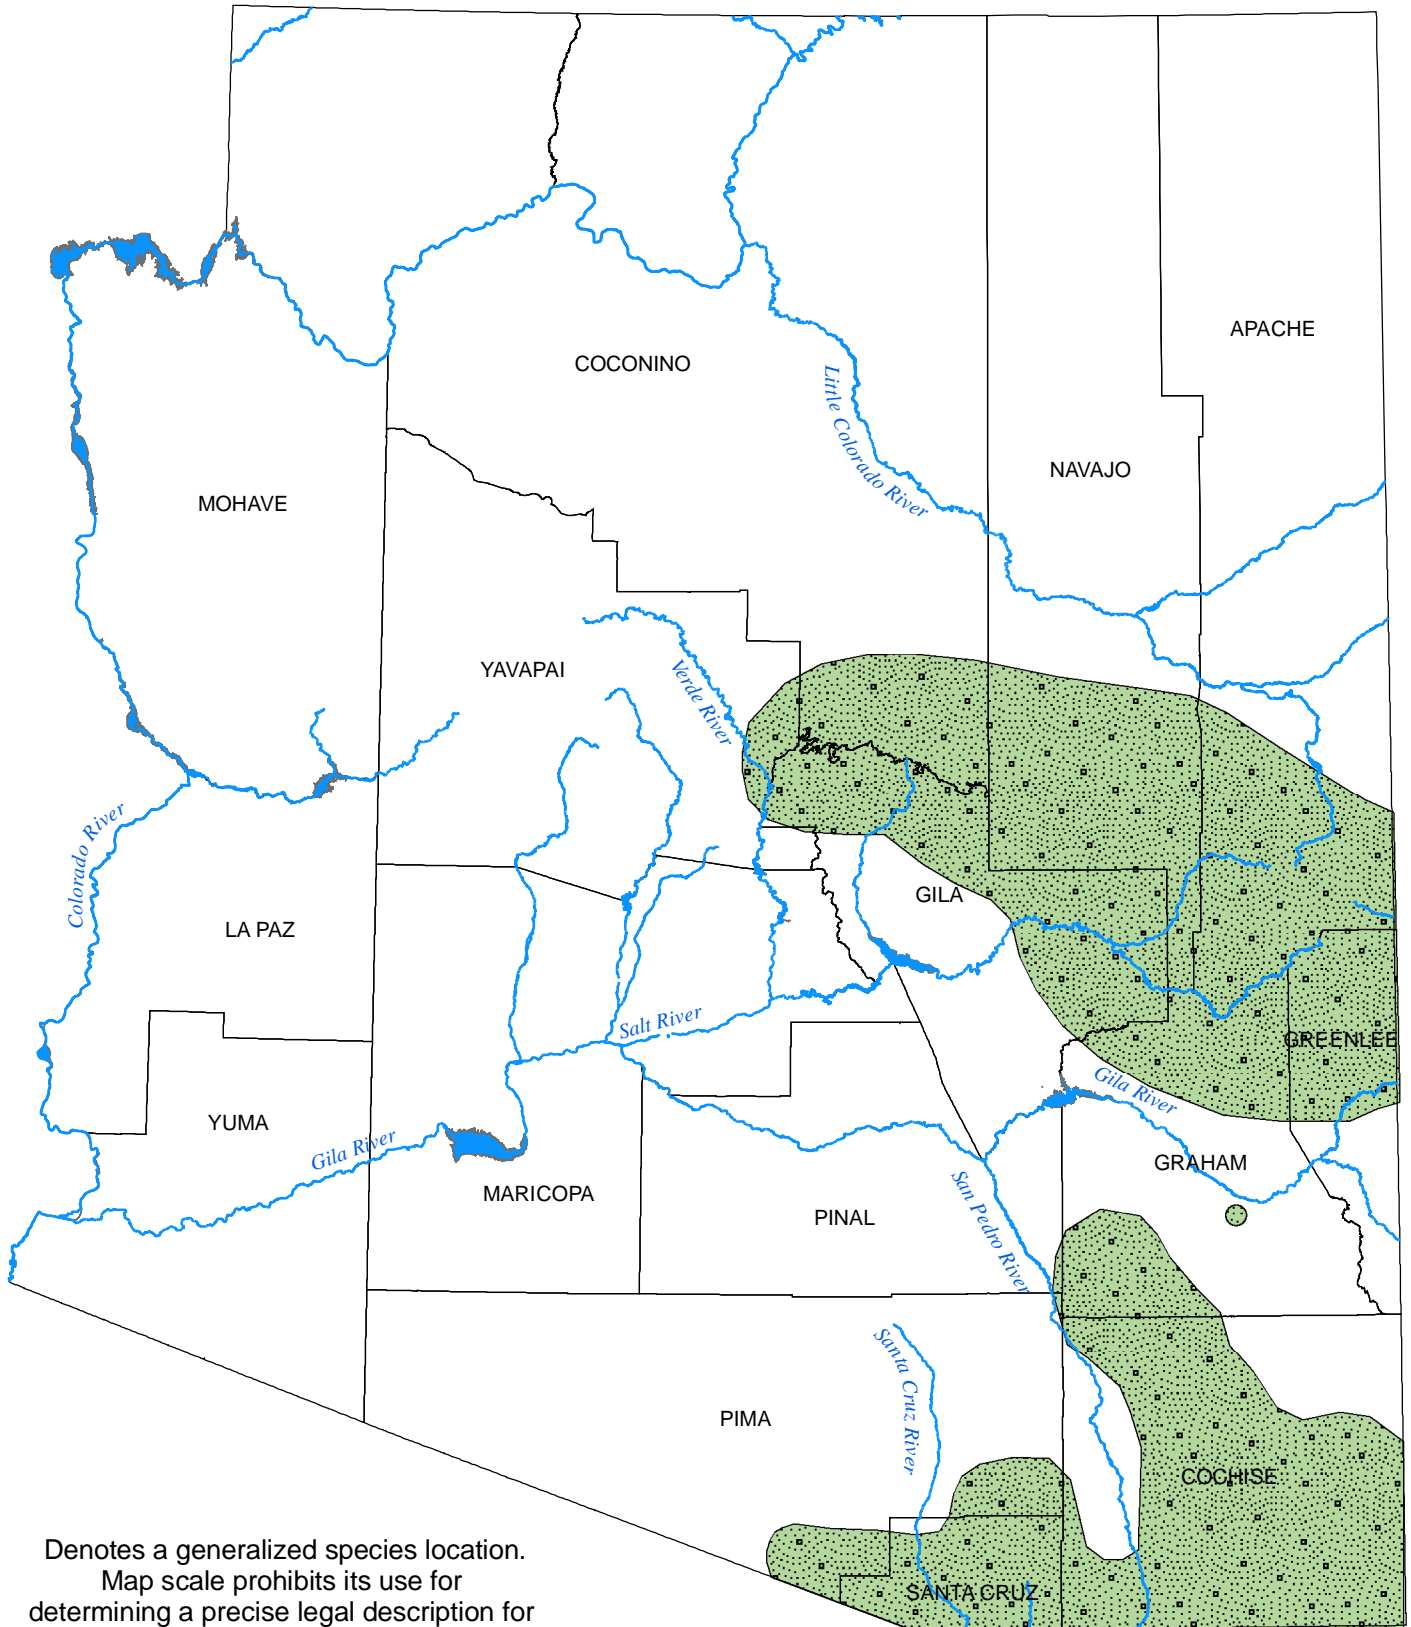 APACHE
COCONINO
Little Colorado River
NAVAJO
MOHAVE
YAVAPAI
Verde River
Colorado River
GILA
LA PAZ
Salt River
GREENLEE
Gila River
YUMA
Gila River
GRAHAM
MARICOPA
San Pedro River
PINAL
Santa Cruz River
PIMA
COCHISE
SANTA CRUZ
Denotes a generalized species location.
Map scale prohibits its use for
determining a precise legal description for